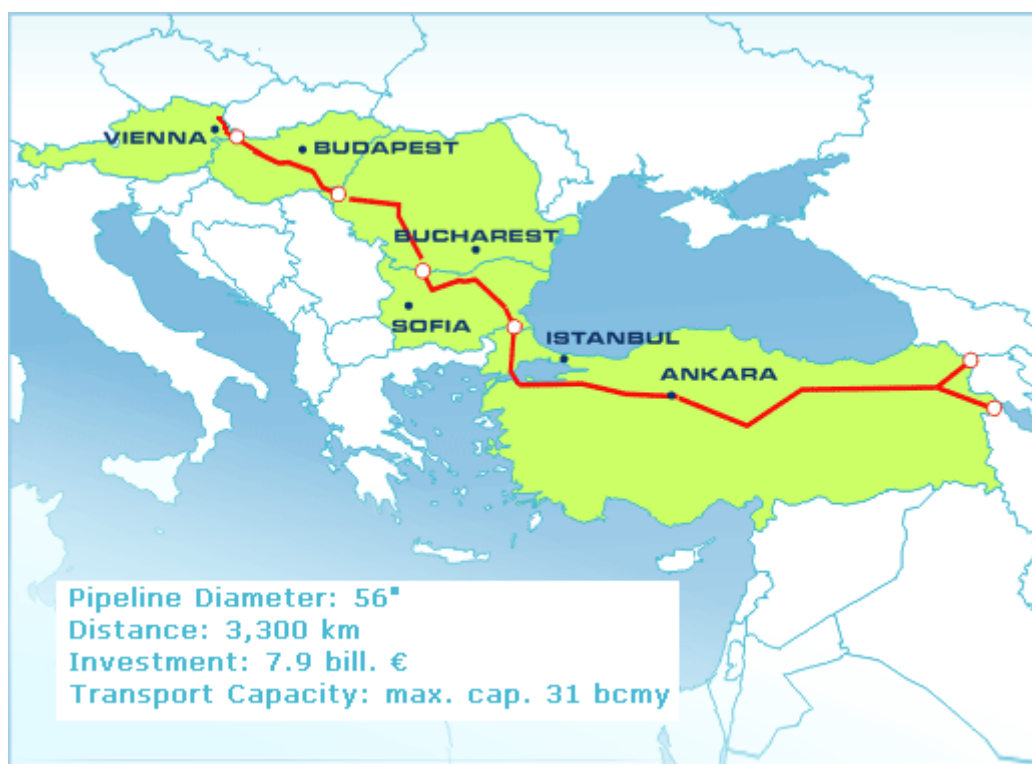 VIENNA
BUDAPEST
BUCHAREST
SOFIA
ISTANBUL
ANKARA
Pipeline Diameter: 56"
Distance: 3,300 km
Investment: 7.9 bill. €
Transport Capacity: max. cap. 31 bcmy